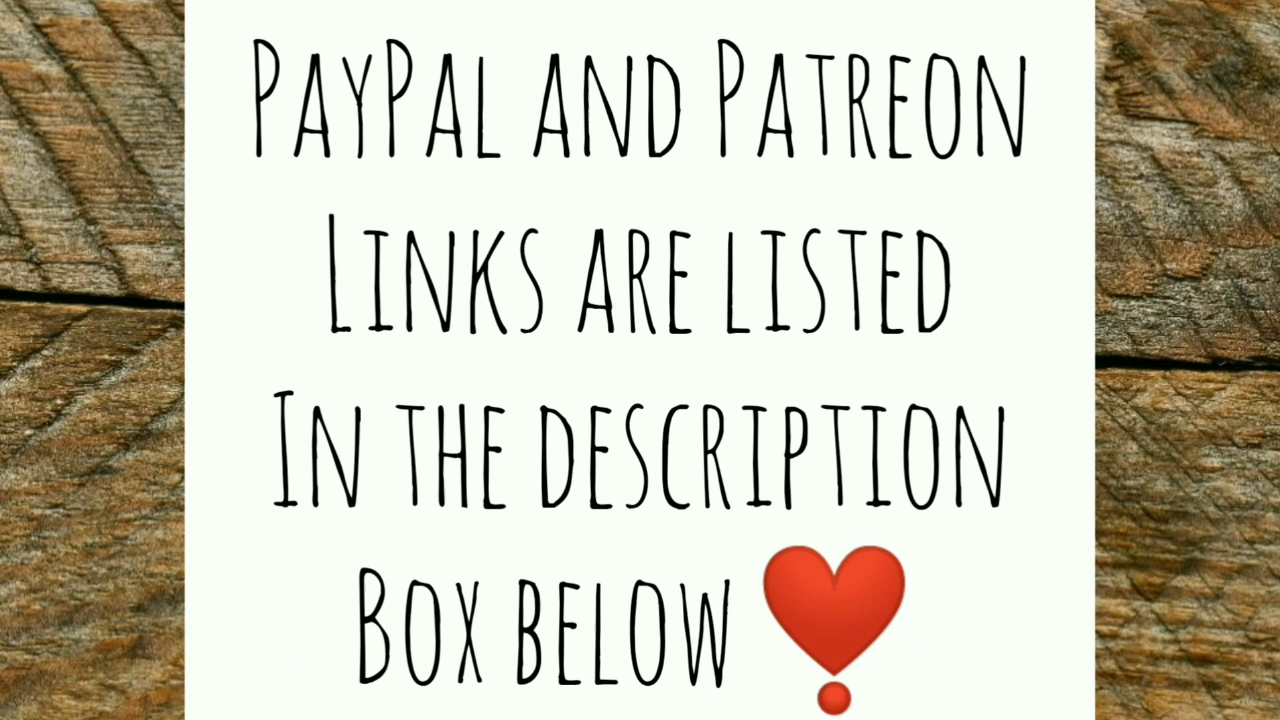 PayPal and Patreon
Links are listed
In the description
Box below ❣️